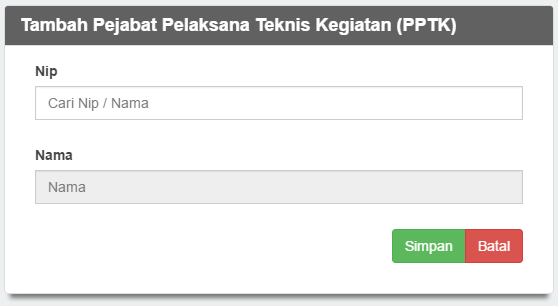 Tambah Pejabat Pelaksana Teknis Kegiatan (PPTK)
Nip
Cari Nip / Nama
Nama
Nama
Simpan Batal